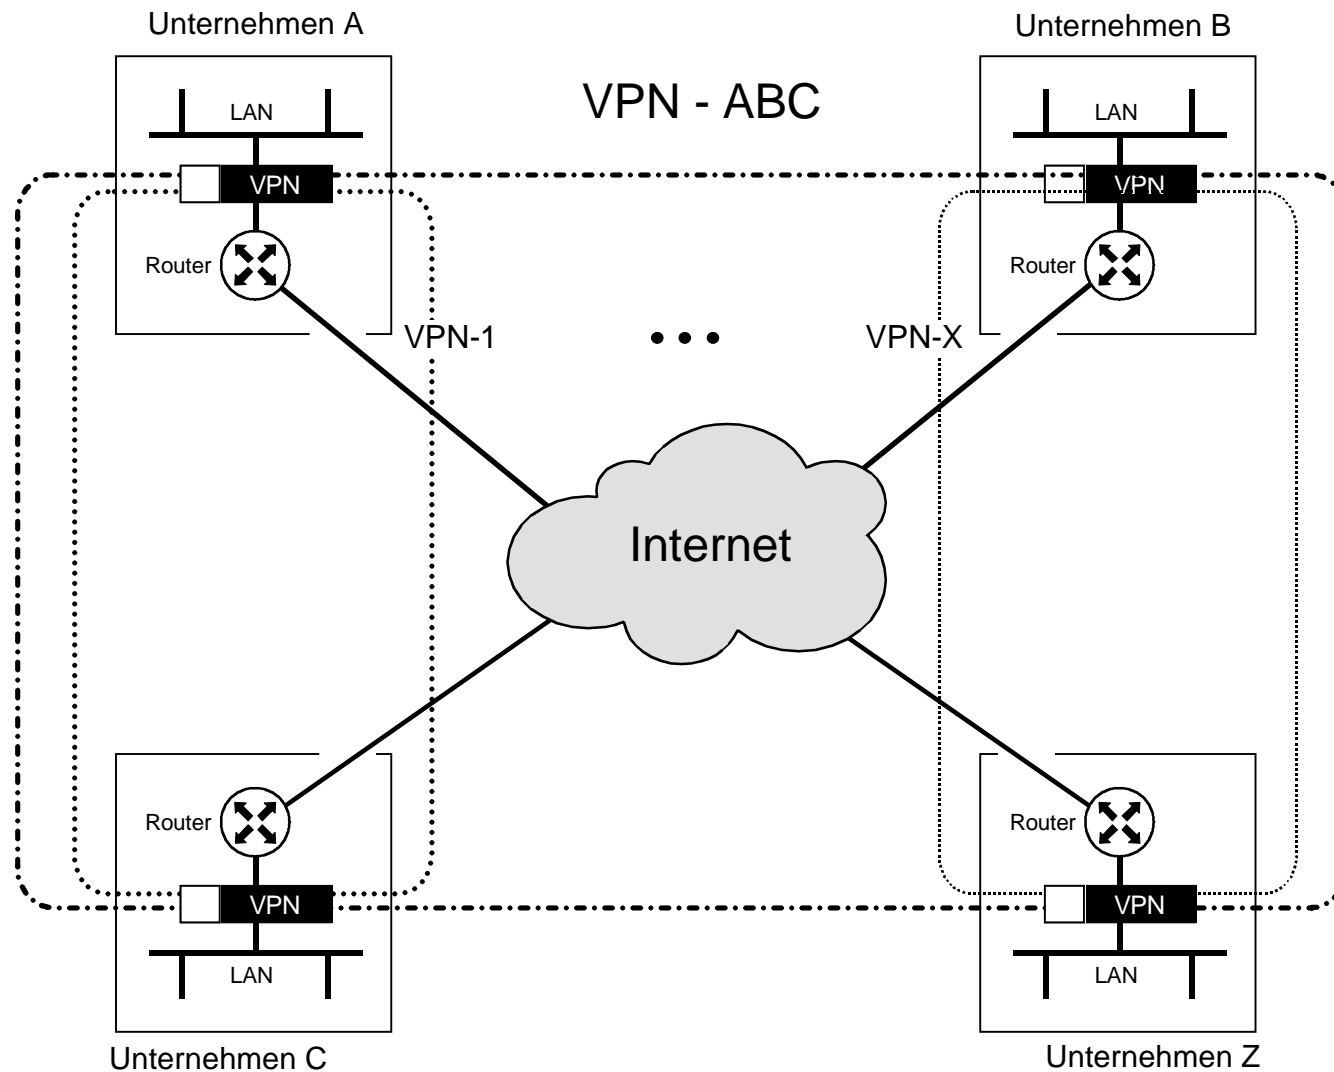 Unternehmen A
Unternehmen B
VPN - ABC
LAN
LAN
VPN
VPN
Router
Router
VPN-1
VPN-X
Internet
Router
Router
VPN
VPN
LAN
LAN
Unternehmen C
Unternehmen Z